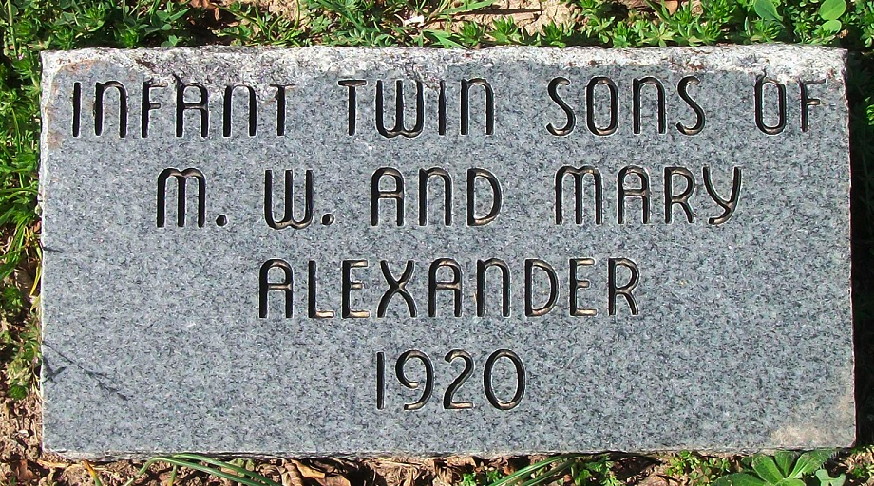 INFANT TWIN SONS OF
M. W. AND MARY
ALEXANDER
1920